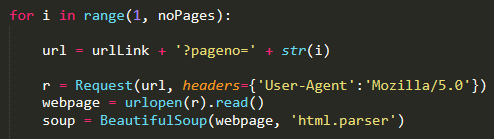 for i in range(1, noPages):
url = urlLink + '?pageno=' + str(i)
r = Request(url, headers={'User-Agent':'Mozilla/5.0'})
webpage = urlopen(r).read()
soup = BeautifulSoup(webpage, 'html.parser')